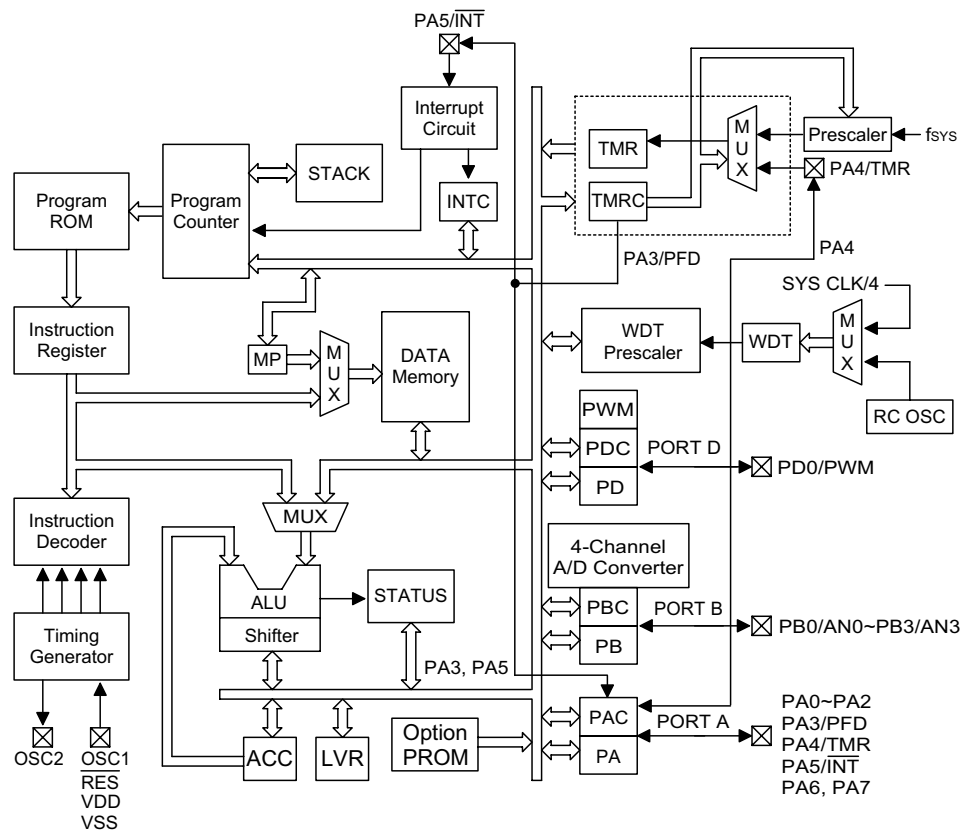 PA5/INT
Interrupt
Circuit
INTC
STACK
Program
Counter
Program
ROM
Instruction
Register
MP
M
U
X
DATA
Memory
TMR
TMRC
M
U
X
Prescaler
fSYS
PA4/TMR
PA3/PFD
PA4
SYS CLK/4
WDT
Prescaler
WDT
M
U
X
RC OSC
PWM
PDC
PD
PORT D
PD0/PWM
Instruction
Decoder
MUX
ALU
Shifter
STATUS
4-Channel
A/D Converter
PBC
PB
PORT B
PB0/AN0~PB3/AN3
Timing
Generator
OSC2
OSC1
RES
VDD
VSS
PA3, PA5
ACC
LVR
Option
PROM
PAC
PA
PORT A
PA0~PA2
PA3/PFD
PA4/TMR
PA5/INT
PA6, PA7